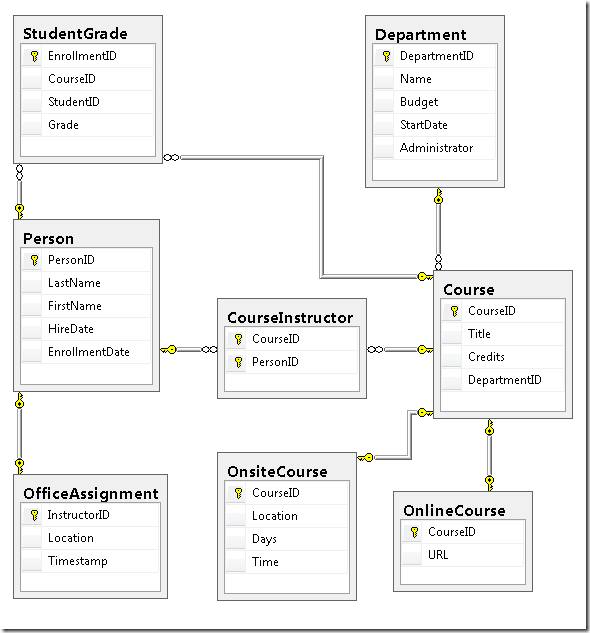 StudentGrade
EnrollmentID
CourseID
StudentID
Grade
Department
DepartmentID
Name
Budget
StartDate
Administrator
Person
PersonID
LastName
FirstName
HireDate
EnrollmentDate
CourseInstructor
CourseID
PersonID
Course
CourseID
Title
Credits
DepartmentID
OfficeAssignment
InstructorID
Location
Timestamp
OnsiteCourse
CourseID
Location
Days
Time
OnlineCourse
CourseID
URL